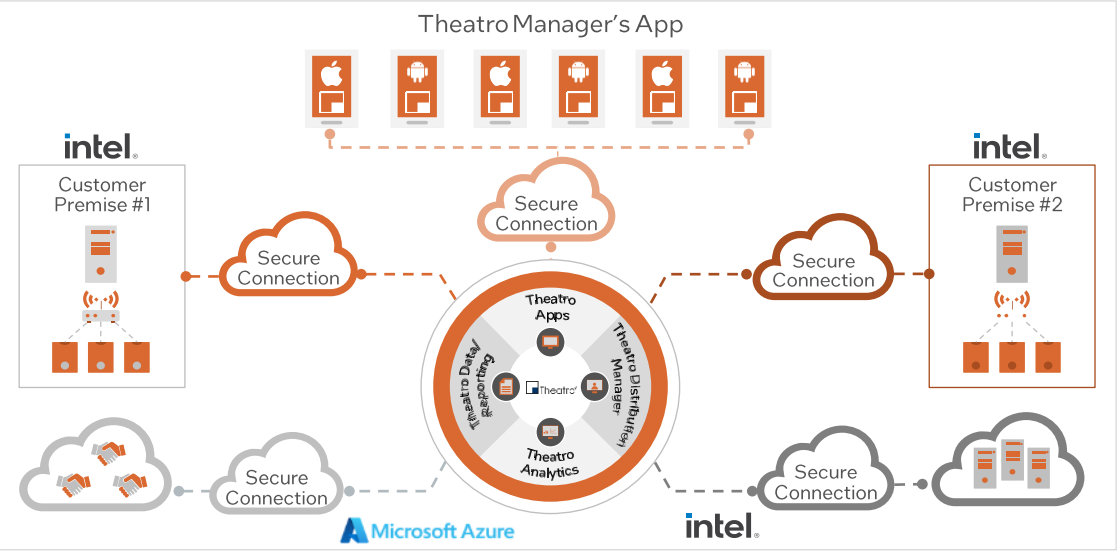 Theatro Manager's App
intel®
Customer
Premise #1
Secure
Connection
Secure
Connection
Secure
Connection
intel®
Customer
Premise #2
Theatro
Apps
Theatro Data/
Reporting
Theatro
Theatro Distribution
Manager
Theatro
Analytics
Secure
Connection
Secure
Connection
Microsoft Azure
intel®